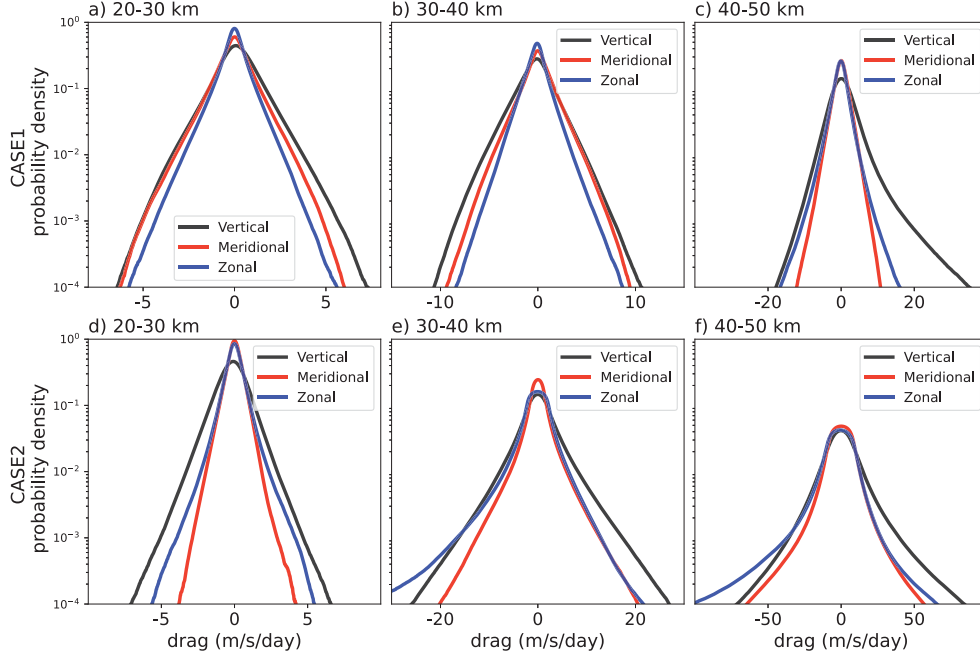 a) 20-30 km
b) 30-40 km
c) 40-50 km
CASE1
probability density
10^0
10^-1
10^-2
10^-3
10^-4
Vertical
Meridional
Zonal
-5
0
5
Vertical
Meridional
Zonal
-10
0
10
Vertical
Meridional
Zonal
-20
0
20
d) 20-30 km
e) 30-40 km
f) 40-50 km
CASE2
probability density
10^0
10^-1
10^-2
10^-3
10^-4
Vertical
Meridional
Zonal
-5
0
5
drag (m/s/day)
Vertical
Meridional
Zonal
-20
0
20
drag (m/s/day)
Vertical
Meridional
Zonal
-50
0
50
drag (m/s/day)